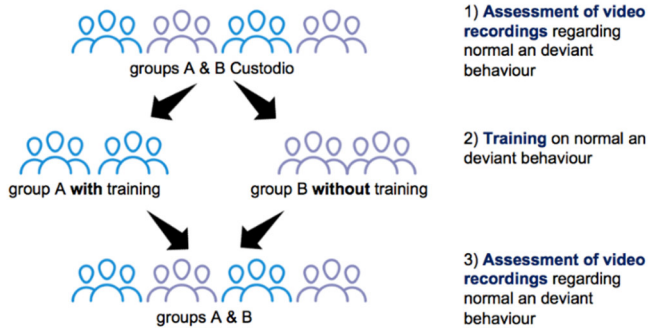 1) Assessment of video
recordings regarding
normal an deviant
behaviour
groups A & B Custodio
2) Training on normal an
deviant behaviour
group A with training
group B without training
3) Assessment of video
recordings regarding
normal an deviant
behaviour
groups A & B